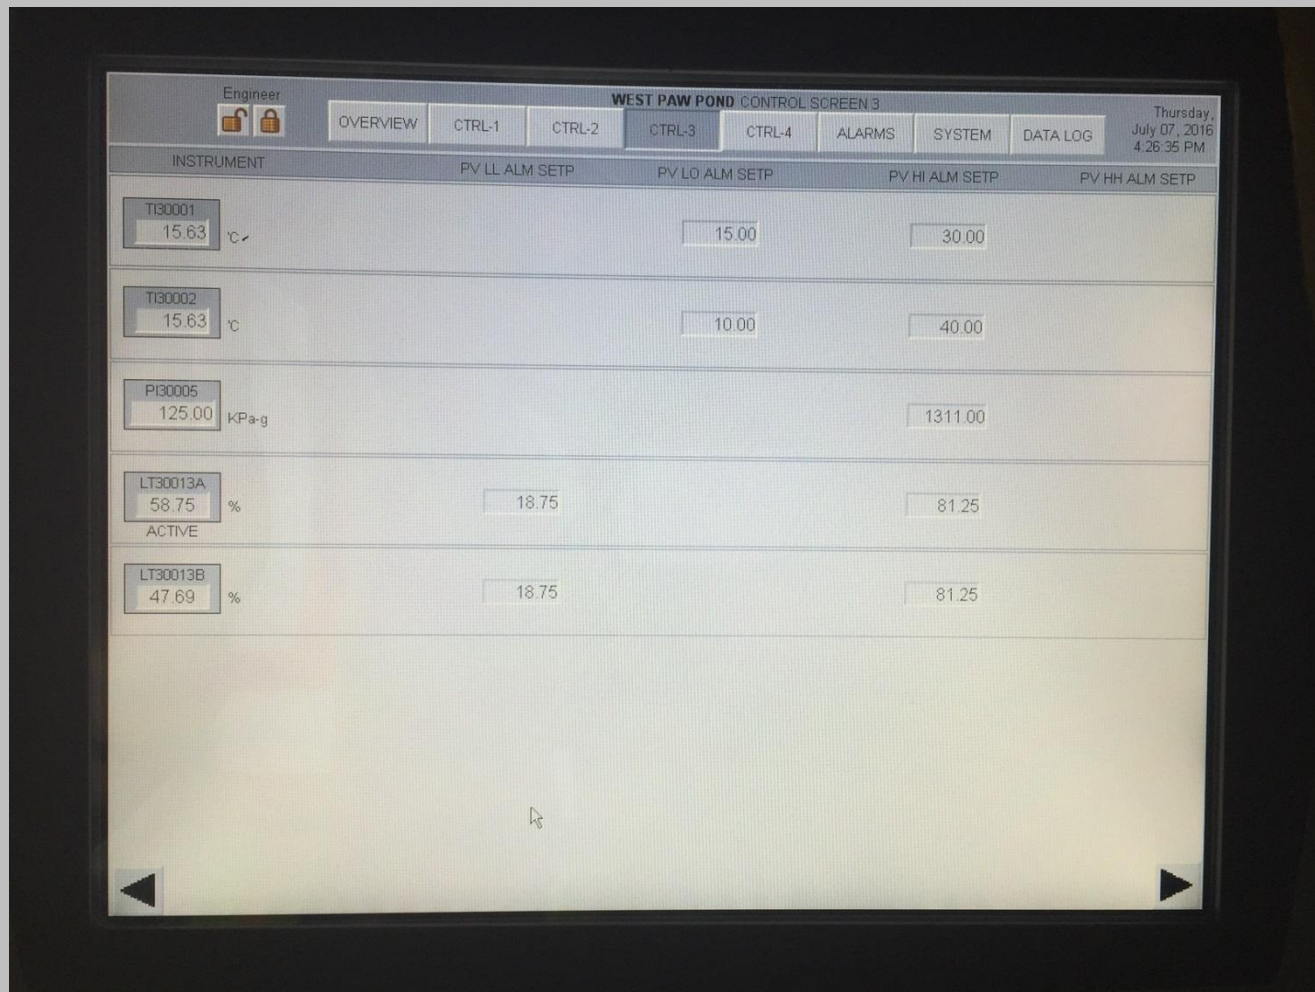 Engineer
WEST PAW POND CONTROL SCREEN 3
Thursday,
July 07, 2016
4:26:35 PM
OVERVIEW CTRL-1 CTRL-2 CTRL-3 CTRL-4 ALARMS SYSTEM DATA LOG
INSTRUMENT PV LL ALM SETP PV LO ALM SETP PV HI ALM SETP PV HH ALM SETP
TI30001
15.63 °C 15.00 30.00
TI30002
15.63 °C 10.00 40.00
PI30005
125.00 KPa-g 1311.00
LT30013A
58.75 % 18.75 81.25
ACTIVE
LT30013B
47.69 % 18.75 81.25